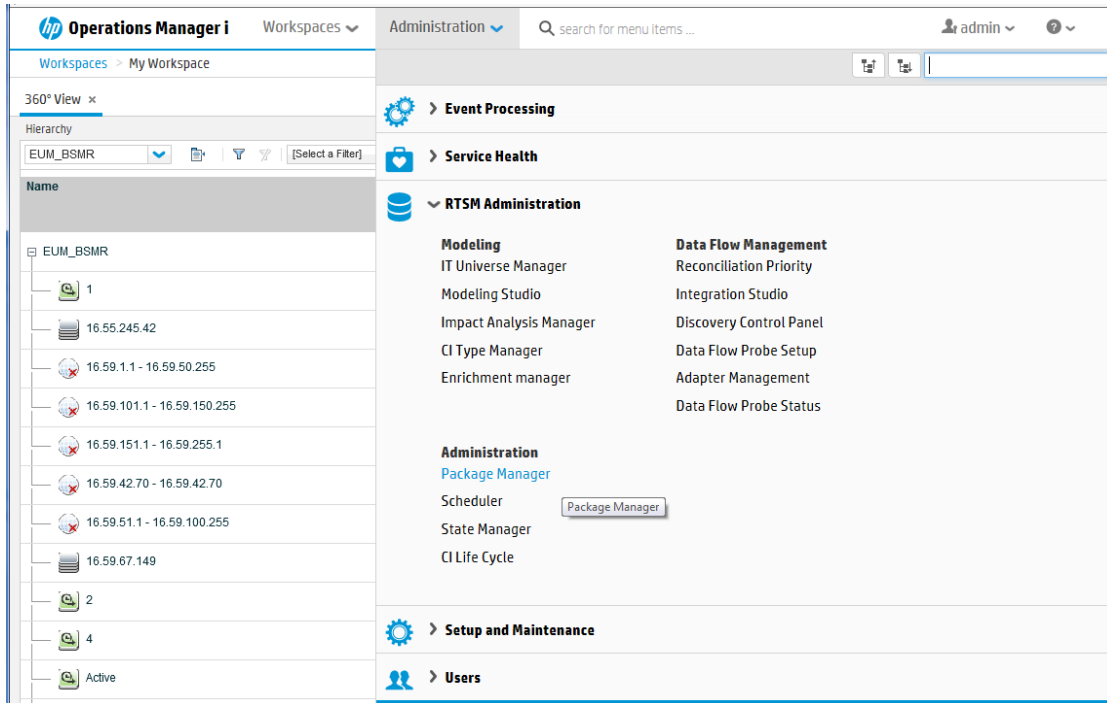 hp Operations Manager i Workspaces Administration search for menu items ... admin ?
Workspaces > My Workspace
360° View ×
Hierarchy
EUM_BSMR [Select a Filter]
Name
EUM_BSMR
1
16.55.245.42
16.59.1.1 - 16.59.50.255
16.59.101.1 - 16.59.150.255
16.59.151.1 - 16.59.255.1
16.59.42.70 - 16.59.42.70
16.59.51.1 - 16.59.100.255
16.59.67.149
2
4
Active
Event Processing
Service Health
RTSM Administration
Modeling
IT Universe Manager
Modeling Studio
Impact Analysis Manager
CI Type Manager
Enrichment manager
Data Flow Management
Reconciliation Priority
Integration Studio
Discovery Control Panel
Data Flow Probe Setup
Adapter Management
Data Flow Probe Status
Administration
Package Manager
Scheduler
Package Manager
State Manager
CI Life Cycle
Setup and Maintenance
Users